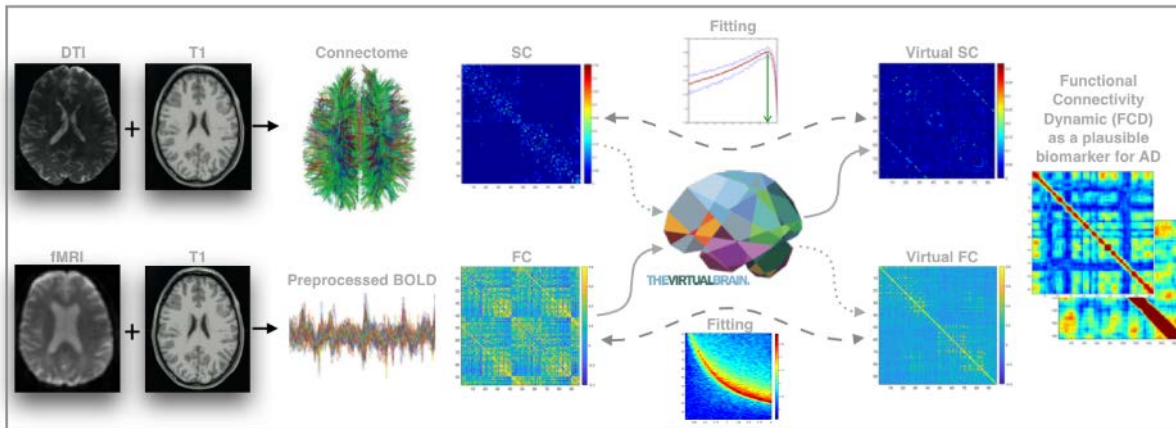 DTI
T1
Connectome
SC
Fitting
Virtual SC
Functional
Connectivity
Dynamic (FCD)
as a plausible
biomarker for AD
fMRI
T1
Preprocessed BOLD
FC
THEVIRTUALBRAIN.
Fitting
Virtual FC